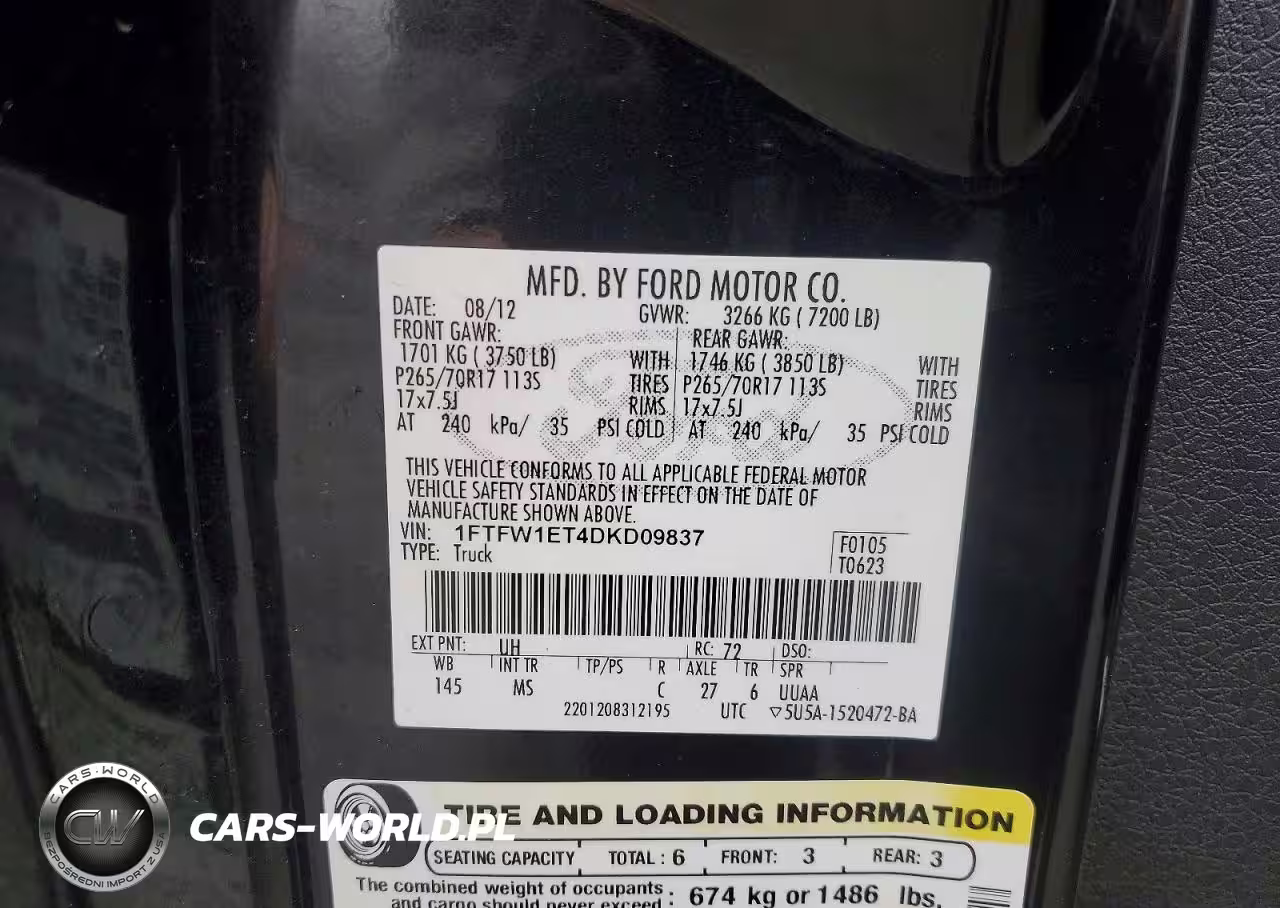 MFD. BY FORD MOTOR CO.
DATE: 08/12 GVWR: 3266 KG ( 7200 LB)
FRONT GAWR: REAR GAWR:
1701 KG ( 3750 LB) WITH 1746 KG ( 3850 LB) WITH
P265/70R17 113S TIRES P265/70R17 113S TIRES
17x7.5J RIMS 17x7.5J RIMS
AT 240 kPa/ 35 PSI COLD AT 240 kPa/ 35 PSI COLD
THIS VEHICLE CONFORMS TO ALL APPLICABLE FEDERAL MOTOR
VEHICLE SAFETY STANDARDS IN EFFECT ON THE DATE OF
MANUFACTURE SHOWN ABOVE.
VIN: 1FTFW1ET4DKD09837
TYPE: Truck
F0105
T0623
EXT PNT: UH RC: 72 DSO:
WB INT TR TP/PS R AXLE TR SPR
145 MS C 27 6 UUAA
2201208312195 UTC ▽5U5A-1520472-BA
TIRE AND LOADING INFORMATION
SEATING CAPACITY TOTAL : 6 FRONT: 3 REAR: 3
The combined weight of occupants
and cargo should never exceed : 674 kg or 1486 lbs.
CARS-WORLD
CW
BEZPOŚREDNI IMPORT Z USA
CARS-WORLD.PL